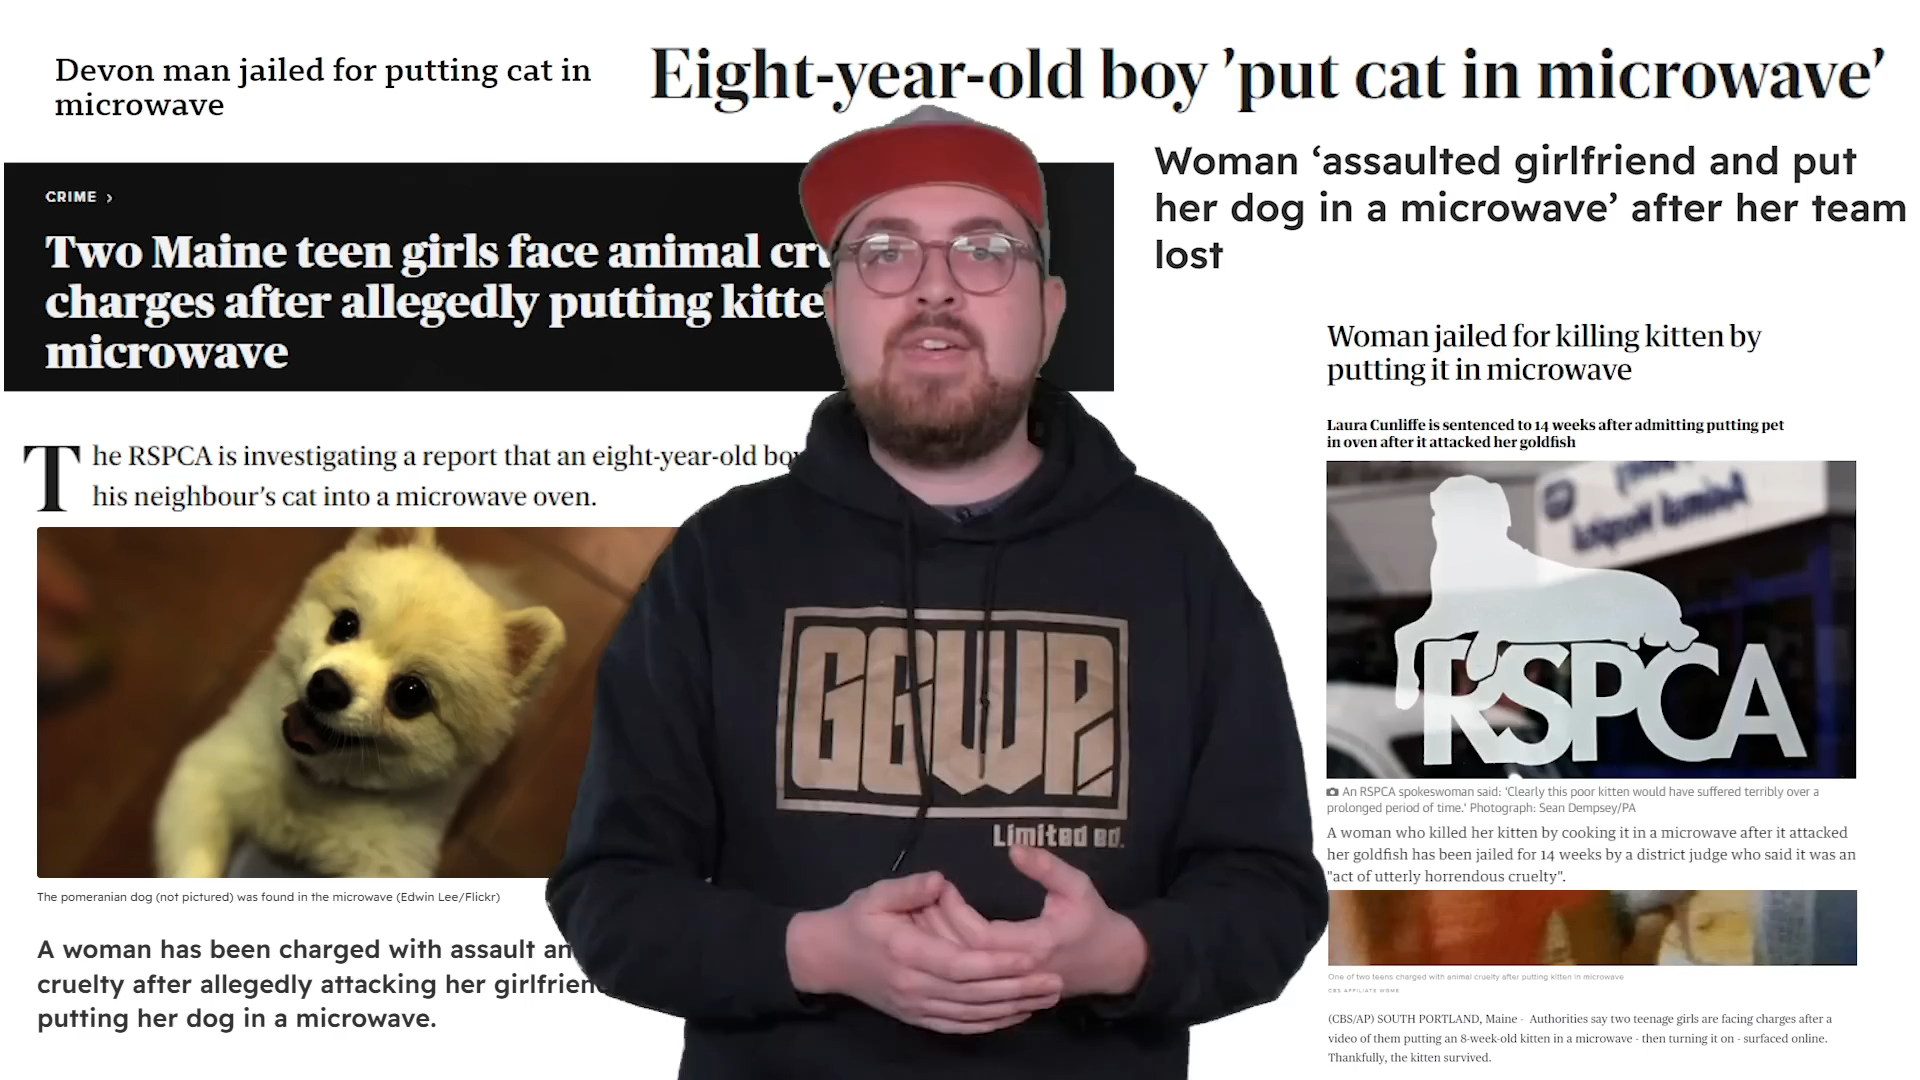 Devon man jailed for putting cat in
microwave
Eight-year-old boy ’put cat in microwave’
Woman ‘assaulted girlfriend and put
her dog in a microwave’ after her team
lost
CRIME >
Two Maine teen girls face animal
charges after allegedly putting
microwave
Woman jailed for killing kitten by
putting it in microwave
Laura Cunliffe is sentenced to 14 weeks after admitting putting pet
in oven after it attacked her goldfish
The RSPCA is investigating a report that an eight-year-old
his neighbour’s cat into a microwave oven.
Animal Hospital
RSPCA
GGWP
Limited ed.
An RSPCA spokeswoman said: ‘Clearly this poor kitten would have suffered terribly over a
prolonged period of time.’ Photograph: Sean Dempsey/PA
A woman who killed her kitten by cooking it in a microwave after it attacked
her goldfish has been jailed for 14 weeks by a district judge who said it was an
"act of utterly horrendous cruelty".
The pomeranian dog (not pictured) was found in the microwave (Edwin Lee/Flickr)
A woman has been charged with assault
cruelty after allegedly attacking her
putting her dog in a microwave.
One of two teens charged with animal cruelty after putting kitten in microwave
CBS AFFILIATE WGME
(CBS/AP) SOUTH PORTLAND, Maine - Authorities say two teenage girls are facing charges after a
video of them putting an 8-week-old kitten in a microwave - then turning it on - surfaced online.
Thankfully, the kitten survived.